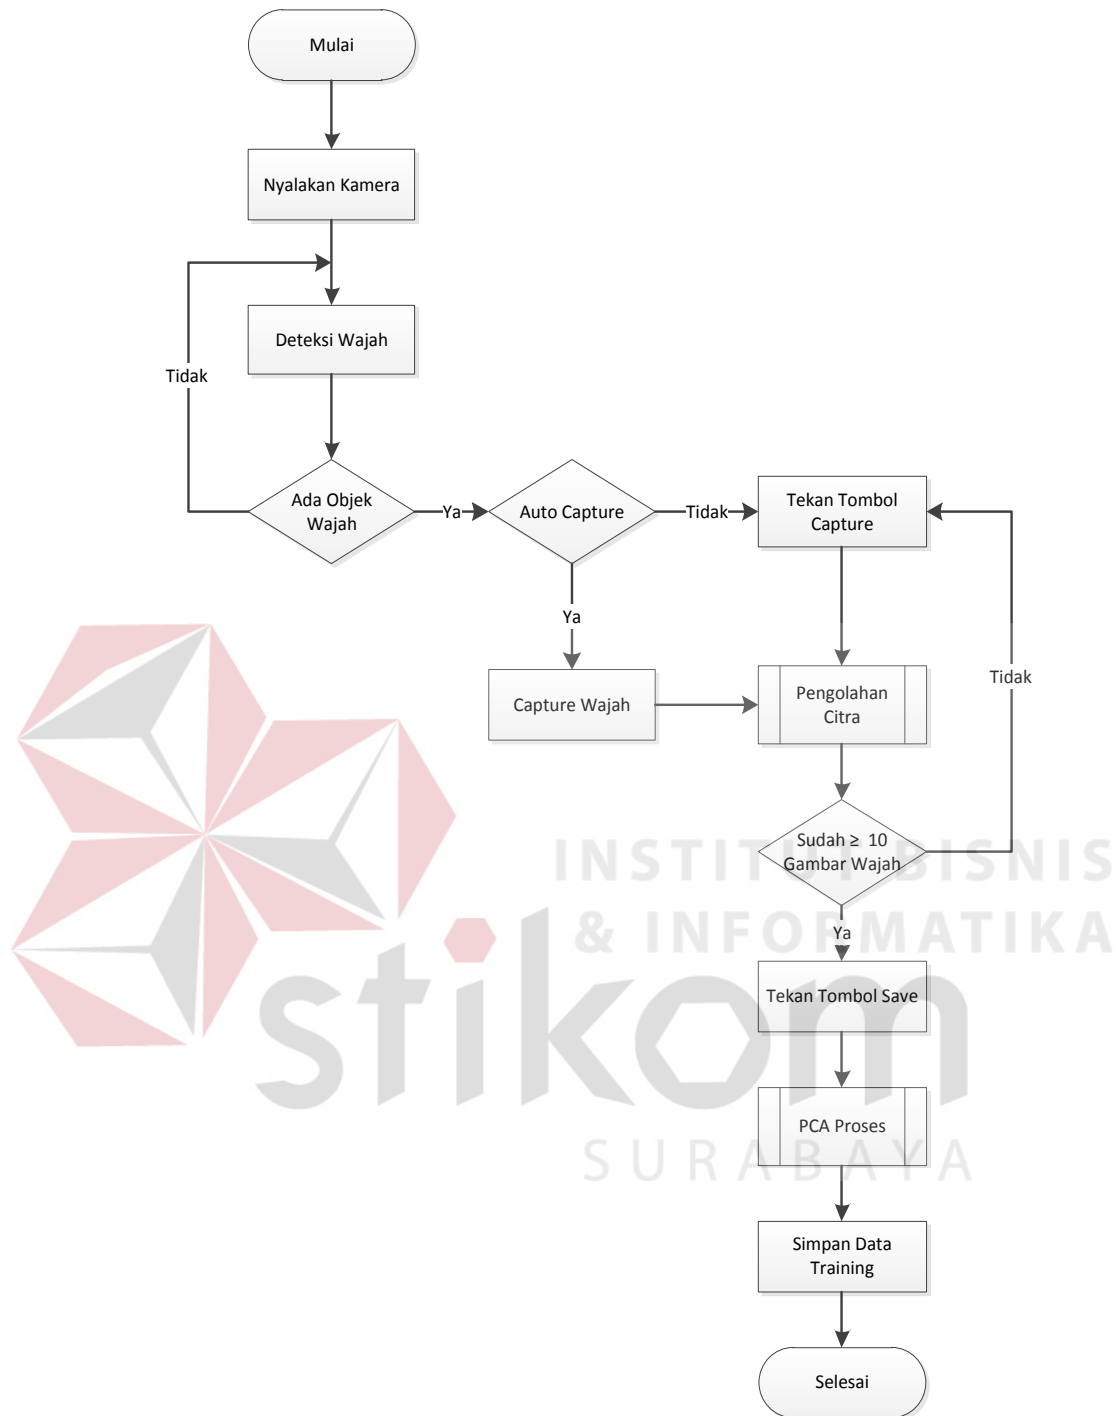 Mulai
Nyalakan Kamera
Deteksi Wajah
Tidak
Ada Objek
Wajah
Ya
Auto Capture
Tidak
Tekan Tombol
Capture
Ya
Capture Wajah
Pengolahan
Citra
Tidak
Sudah ≥ 10
Gambar Wajah
Ya
Tekan Tombol Save
PCA Proses
Simpan Data
Training
Selesai
INSTITUT BISNIS
& INFORMATIKA
stikom
SURABAYA